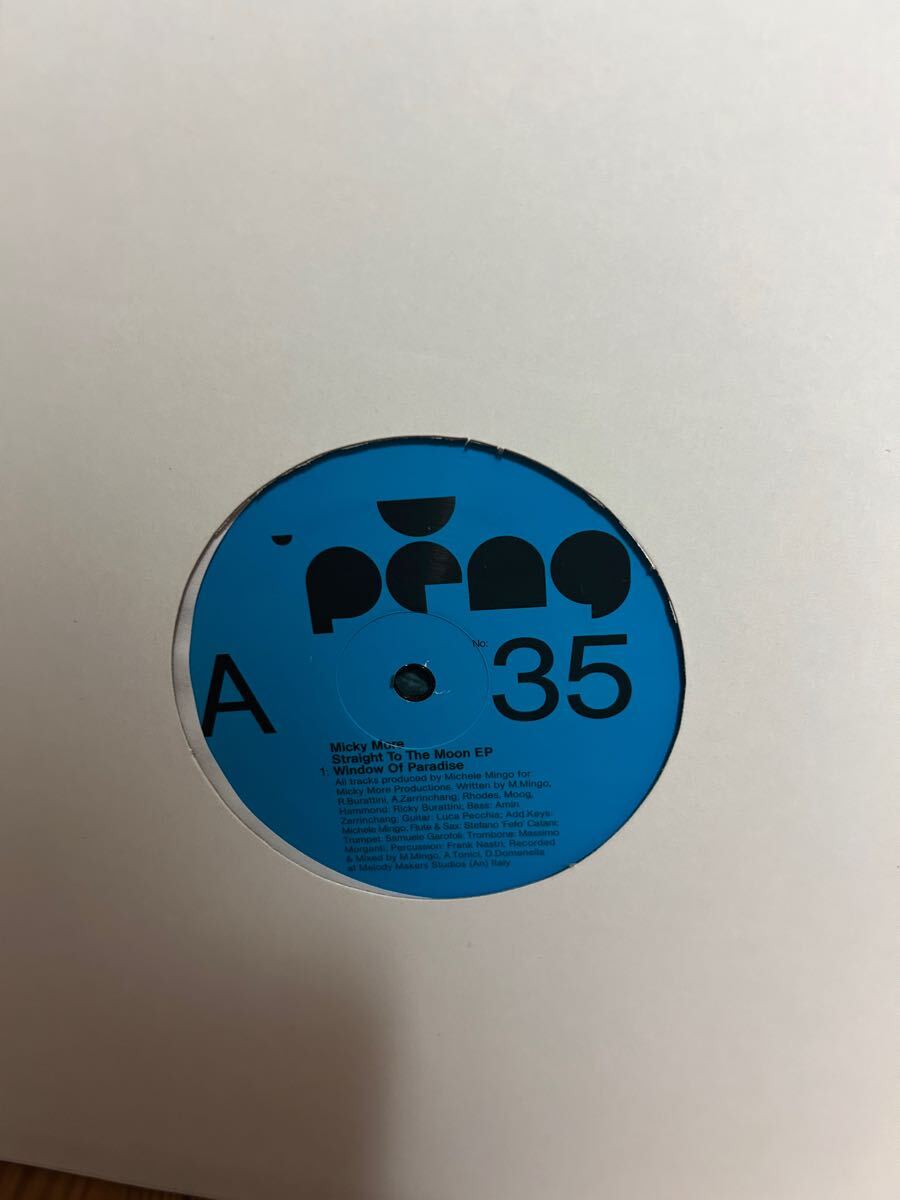 pěng
A
No: 35
Micky More
Straight To The Moon EP
1: Window Of Paradise
All tracks produced by Michele Mingo for
Micky More Productions. Written by M.Mingo,
R.Burattini, A.Zarrinchang; Rhodes, Moog,
Hammond: Ricky Burattini; Bass: Amin
Zarrinchang; Guitar: Luca Pecchia; Add.Keys:
Michele Mingo; Flute & Sax: Stefano 'Fefo' Catani;
Trumpet: Samuele Garofoli; Trombone: Massimo
Morganti; Percussion: Frank Nastri; Recorded
& Mixed by M.Mingo, A.Tonici, D.Domenella
at Melody Makers Studios (An) Italy